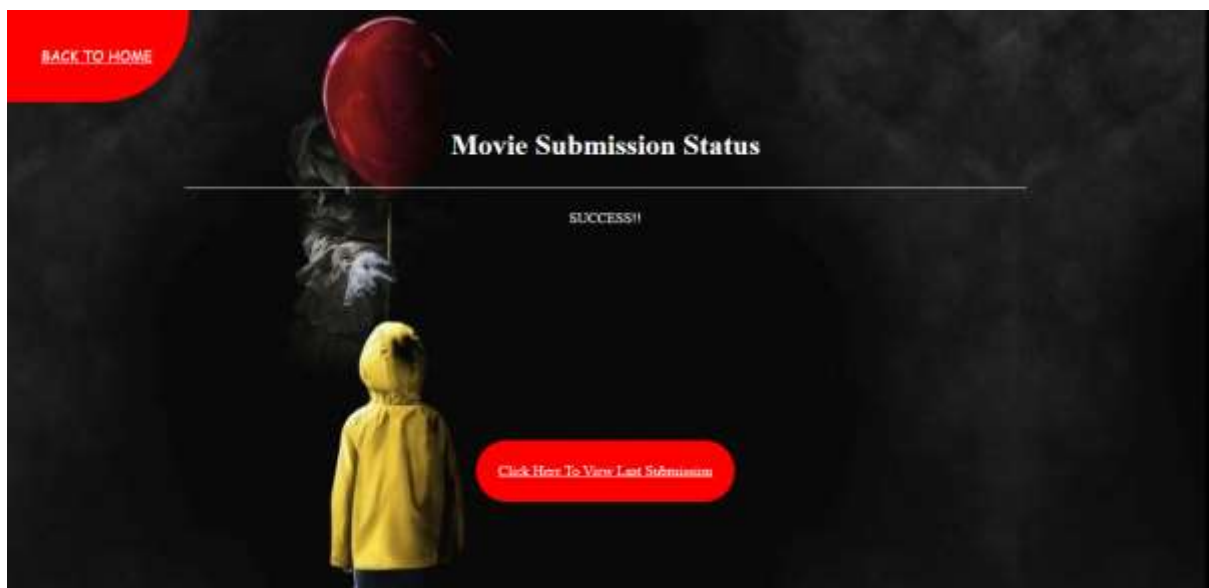 BACK TO HOME
Movie Submission Status
SUCCESS!!
Click Here To View Last Submission